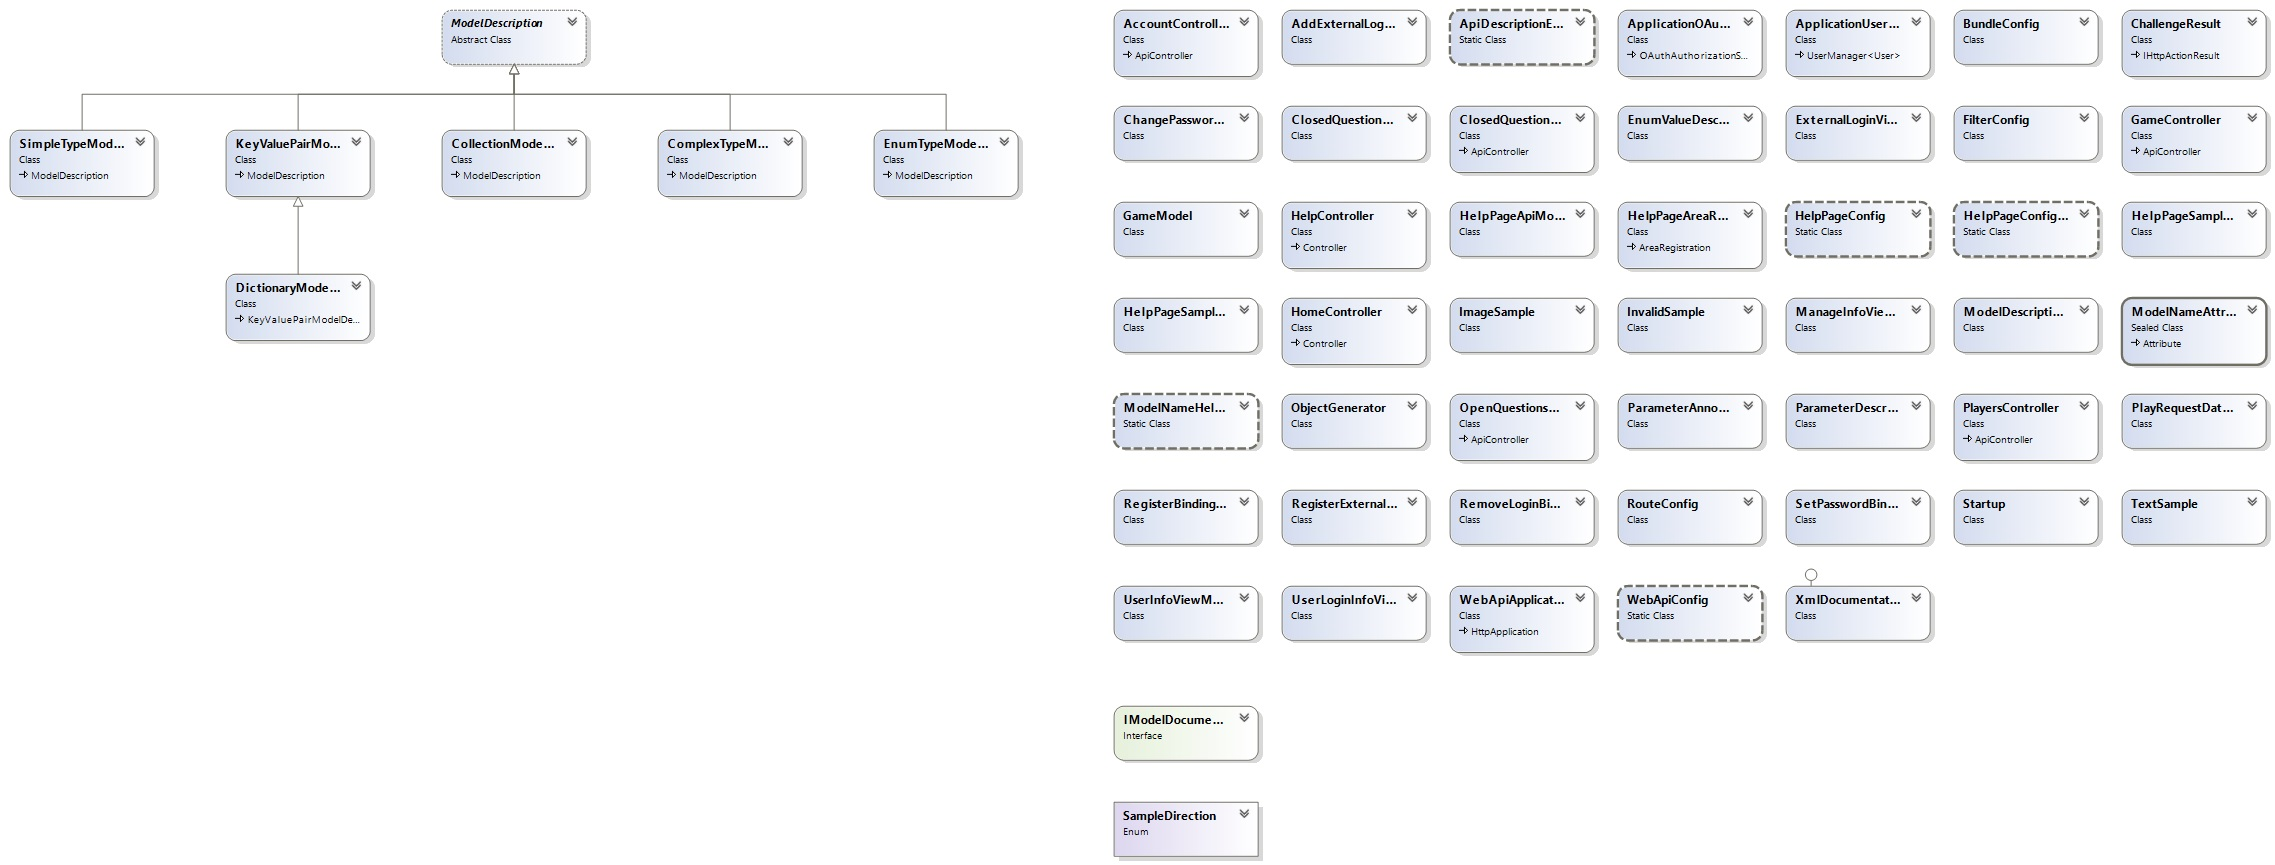 ModelDescription
Abstract Class
SimpleTypeMod...
Class
ModelDescription
KeyValuePairMo...
Class
ModelDescription
CollectionMode...
Class
ModelDescription
ComplexTypeM...
Class
ModelDescription
EnumTypeMode...
Class
ModelDescription
DictionaryMode...
Class
KeyValuePairModelDe...
AccountControll...
Class
ApiController
AddExternalLog...
Class
ApiDescriptionE...
Static Class
ApplicationOAu...
Class
OAuthAuthorizationS...
ApplicationUser...
Class
UserManager<User>
BundleConfig
Class
ChallengeResult
Class
IHttpActionResult
ChangePasswor...
Class
ClosedQuestion...
Class
ClosedQuestion...
Class
ApiController
EnumValueDesc...
Class
ExternalLoginVi...
Class
FilterConfig
Class
GameController
Class
ApiController
GameModel
Class
HelpController
Class
Controller
HelpPageApiMo...
Class
HelpPageAreaR...
Class
AreaRegistration
HelpPageConfig
Static Class
HelpPageConfig...
Static Class
HelpPageSampl...
Class
HelpPageSampl...
Class
HomeController
Class
Controller
ImageSample
Class
InvalidSample
Class
ManageInfoVie...
Class
ModelDescripti...
Class
ModelNameAttr...
Sealed Class
Attribute
ModelNameHel...
Static Class
ObjectGenerator
Class
OpenQuestions...
Class
ApiController
ParameterAnno...
Class
ParameterDescr...
Class
PlayersController
Class
ApiController
PlayRequestDat...
Class
RegisterBinding...
Class
RegisterExternal...
Class
RemoveLoginBi...
Class
RouteConfig
Class
SetPasswordBin...
Class
Startup
Class
TextSample
Class
UserInfoViewM...
Class
UserLoginInfoVi...
Class
WebApiApplicat...
Class
HttpApplication
WebApiConfig
Static Class
XmlDocumentat...
Class
IModelDocume...
Interface
SampleDirection
Enum